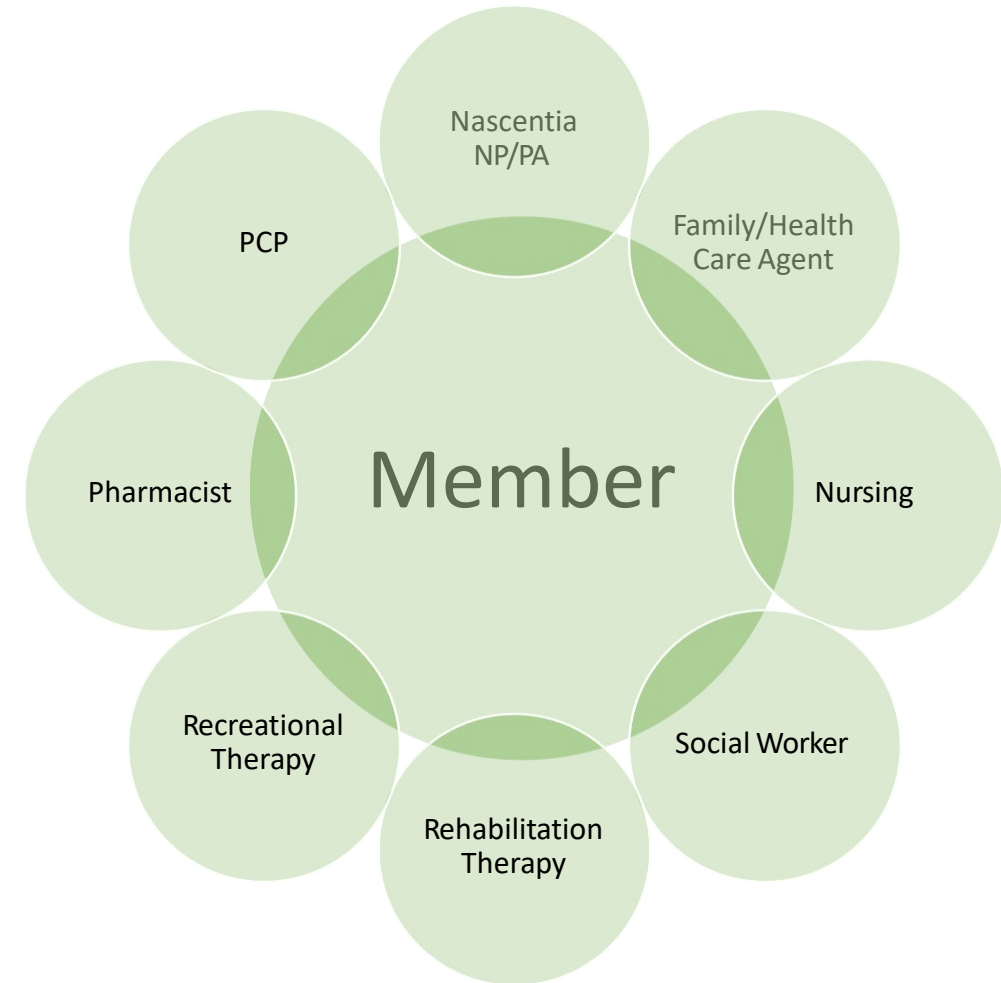 Nascentia
NP/PA
Family/Health
Care Agent
PCP
Member
Pharmacist
Nursing
Recreational
Therapy
Social Worker
Rehabilitation
Therapy